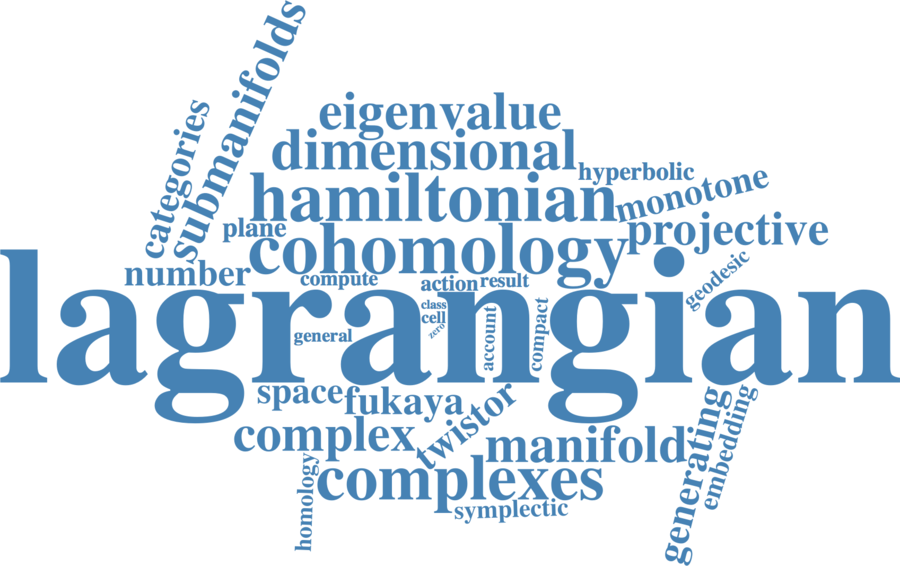 submanifolds
categories
eigenvalue
dimensional
hyperbolic
hamiltonian
monotone
plane
cohomology
projective
number
compute
action
result
geodesic
lagrangian
class
cell
zero
general
account
compact
space
fukaya
twistor
generating
embedding
complex
manifold
homology
complexes
symplectic